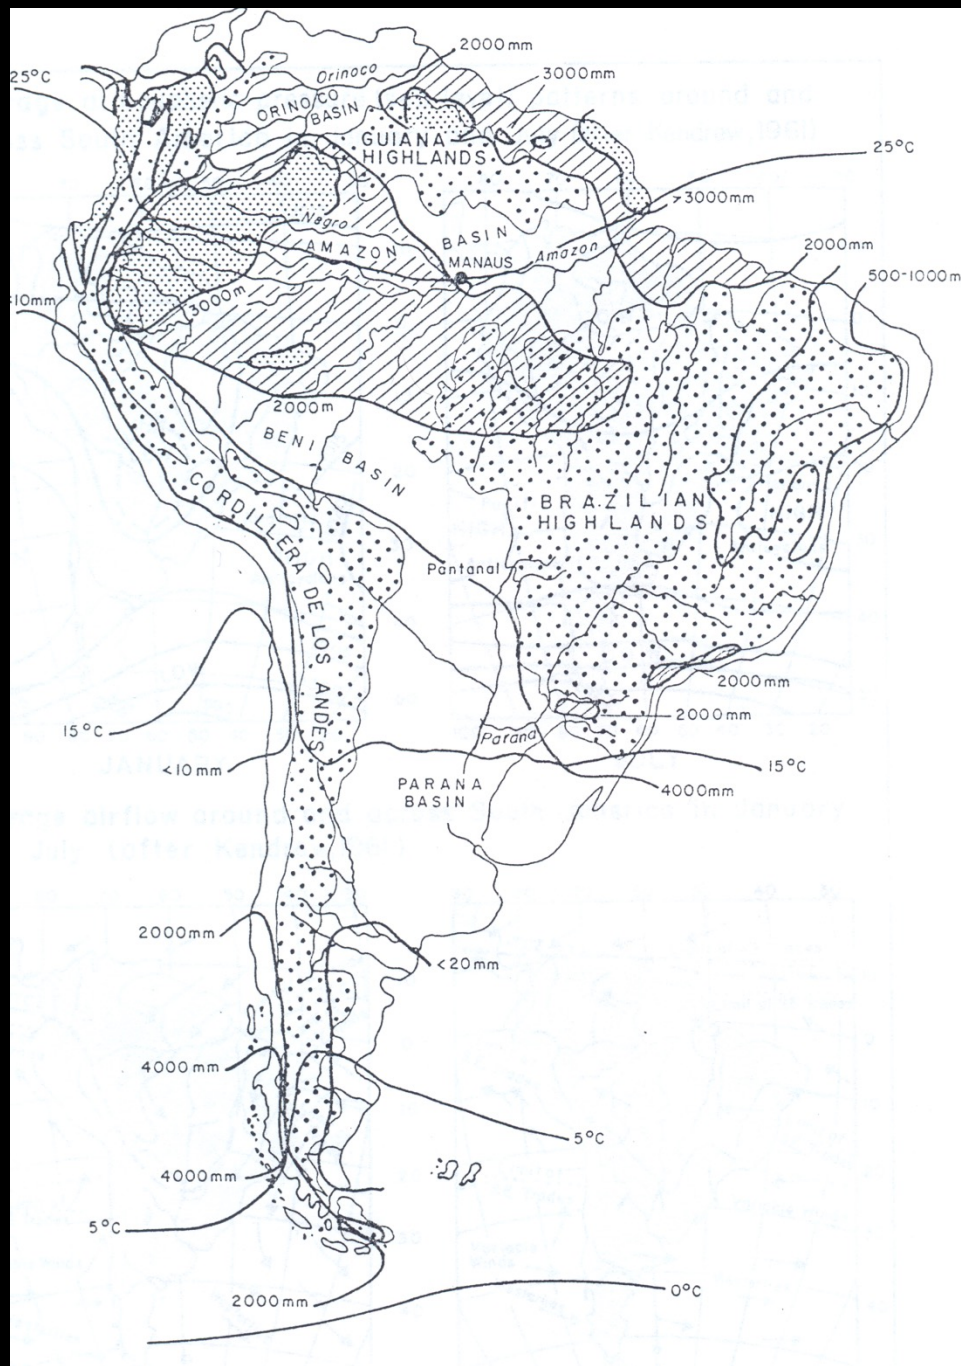 2000mm
25°C
Orinoco
3000mm
ORINOCO
BASIN
GUIANA
HIGHLANDS
25°C
>3000mm
Negro
AMAZON
BASIN
Amazon
MANAUS
2000mm
500-1000m
<10mm
3000m
2000m
BENI
BASIN
BRAZILIAN
HIGHLANDS
CORDILLERA DE LOS ANDES
Pantanal
2000mm
2000mm
15°C
Parana
<10mm
15°C
PARANA
BASIN
4000mm
JANUARY
2000mm
<20mm
4000mm
5°C
4000mm
5°C
0°C
2000mm